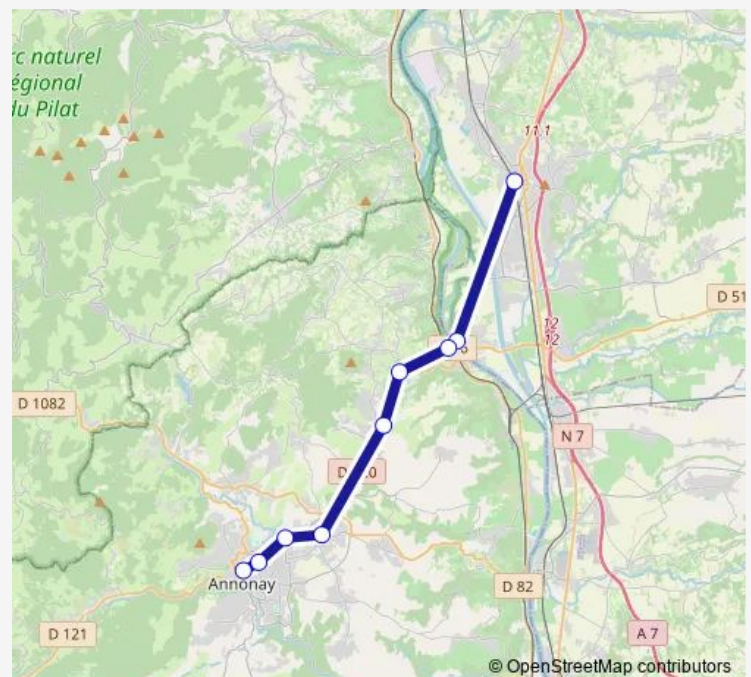 rc naturel
égional
du Pilat
11.1
D 51
12
12
D 1082
N 7
Annonay
D 82
D 121
A 7
© OpenStreetMap contributors